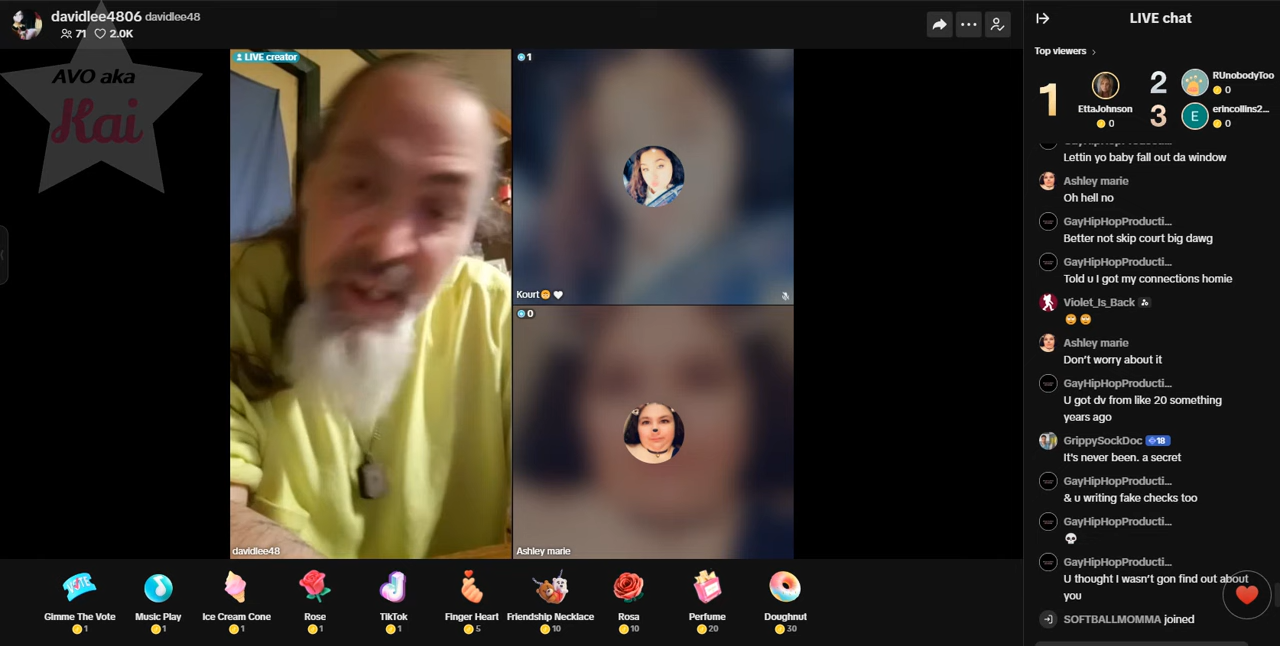 davidlee4806 davidlee48
71 2.0K
AVO aka
Kai
LIVE creator
davidlee48
1
Kourt
0
Ashley marie
Gimme The Vote
1
Music Play
1
Ice Cream Cone
1
Rose
1
TikTok
1
Finger Heart
5
Friendship Necklace
10
Rosa
10
Perfume
20
Doughnut
30
LIVE chat
Top viewers
1
EttaJohnson
0
2
RUnobodyToo
0
3
E
erincollins2...
0
Lettin yo baby fall out da window
Ashley marie
Oh hell no
GayHipHopProducti...
Better not skip court big dawg
GayHipHopProducti...
Told u I got my connections homie
Violet_Is_Back
Ashley marie
Don't worry about it
GayHipHopProducti...
U got dv from like 20 something
years ago
GrippySockDoc 18
It's never been. a secret
GayHipHopProducti...
& u writing fake checks too
GayHipHopProducti...
GayHipHopProducti...
U thought I wasn't gon find out about
you
SOFTBALLMOMMA joined